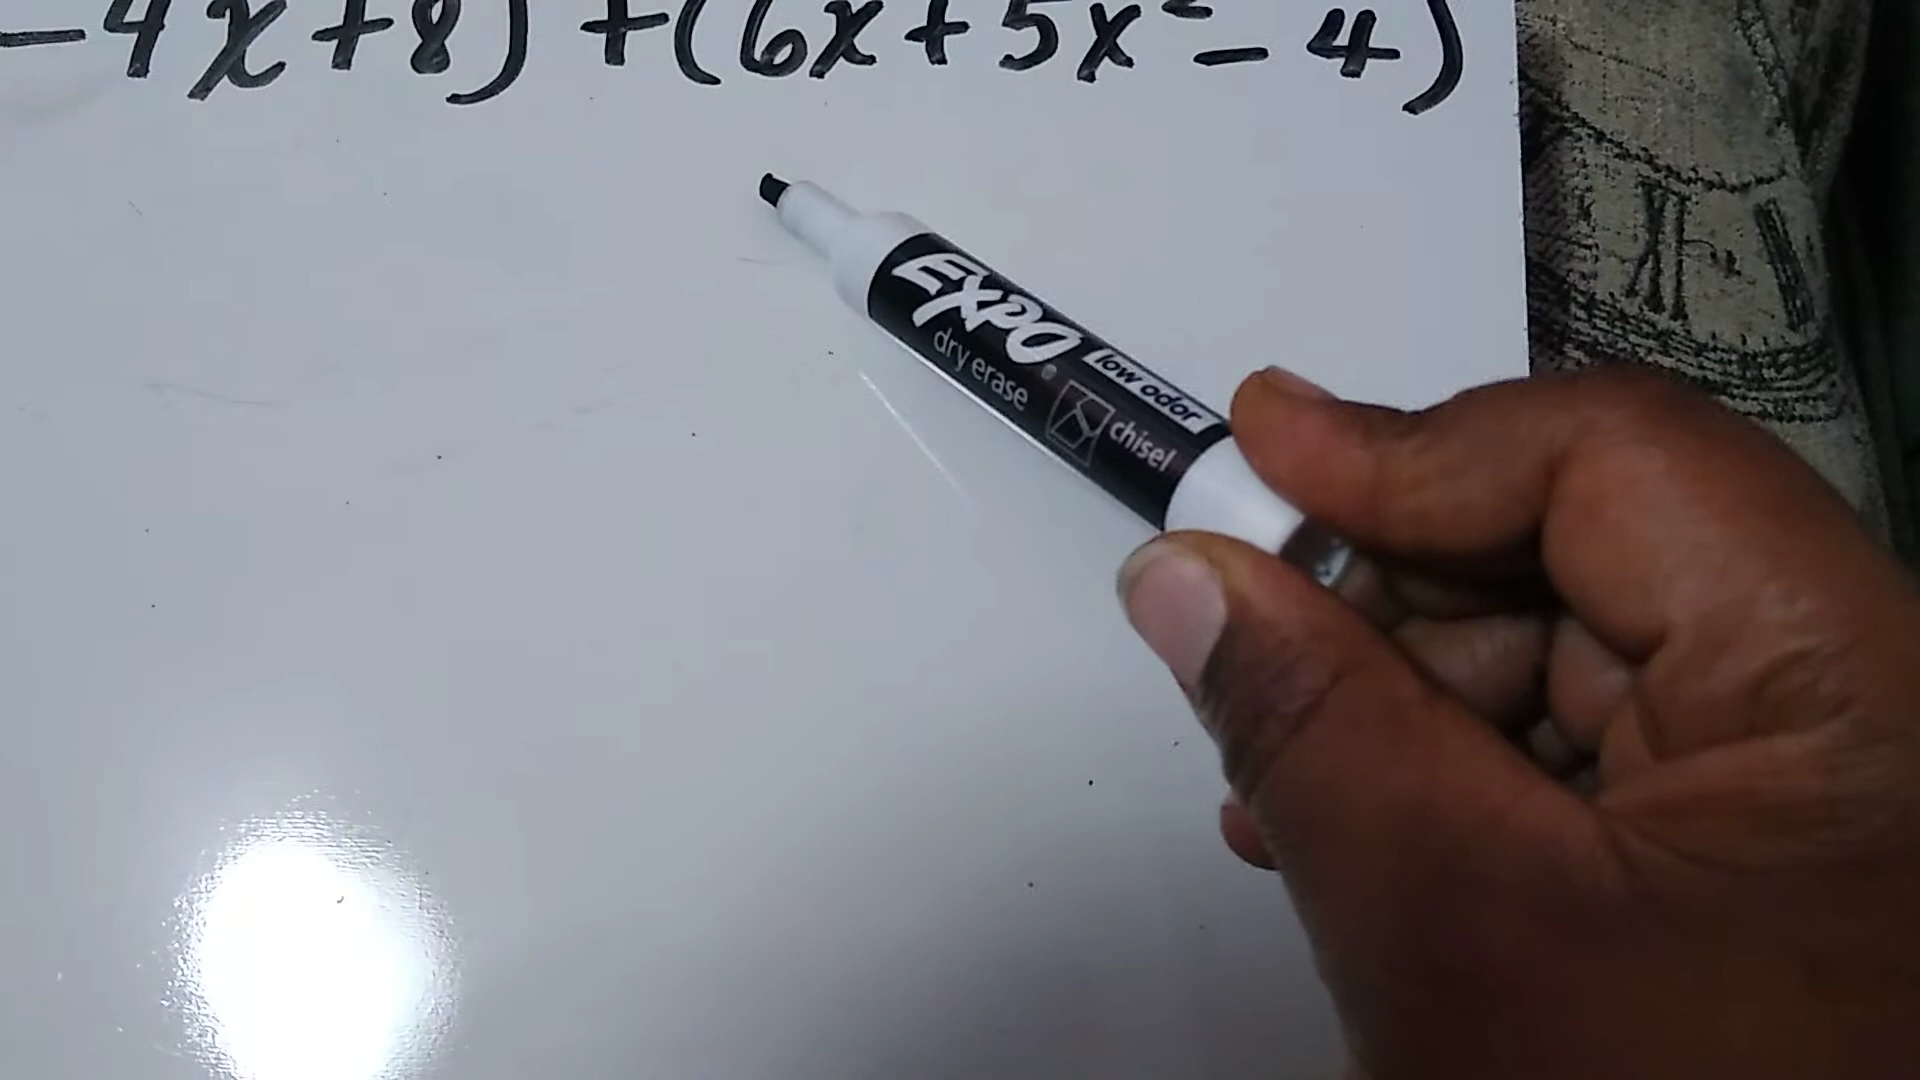 -4x+8)+(6x+5x²-4)
EXPO
low odor
dry erase
chisel